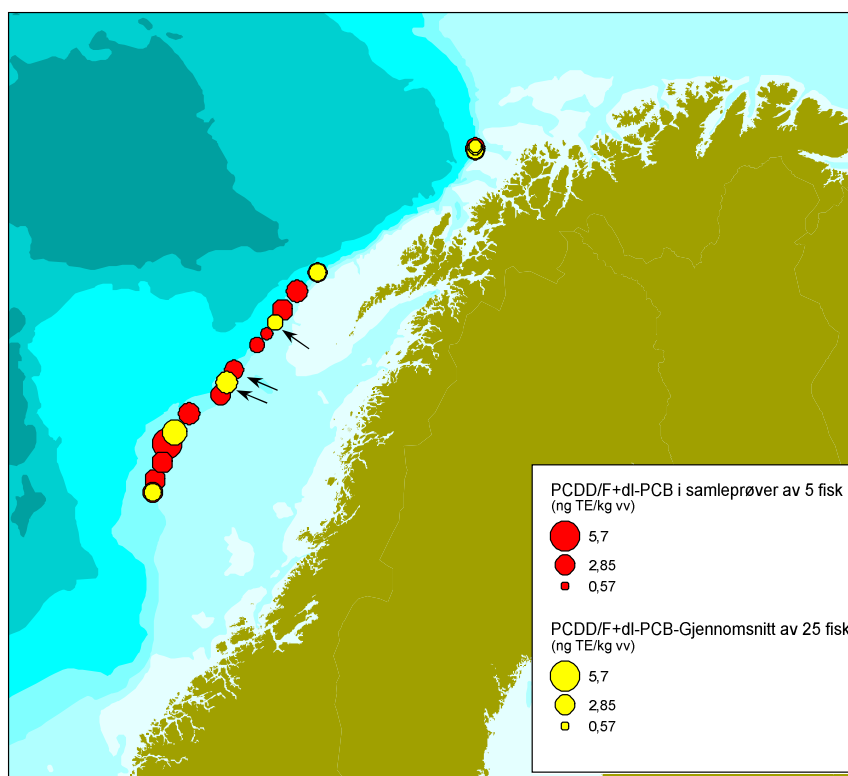 PCDD/F+dl-PCB i samleprøver av 5 fisk
(ng TE/kg vv)
5,7
2,85
0,57
PCDD/F+dl-PCB-Gjennomsnitt av 25 fisk
(ng TE/kg vv)
5,7
2,85
0,57